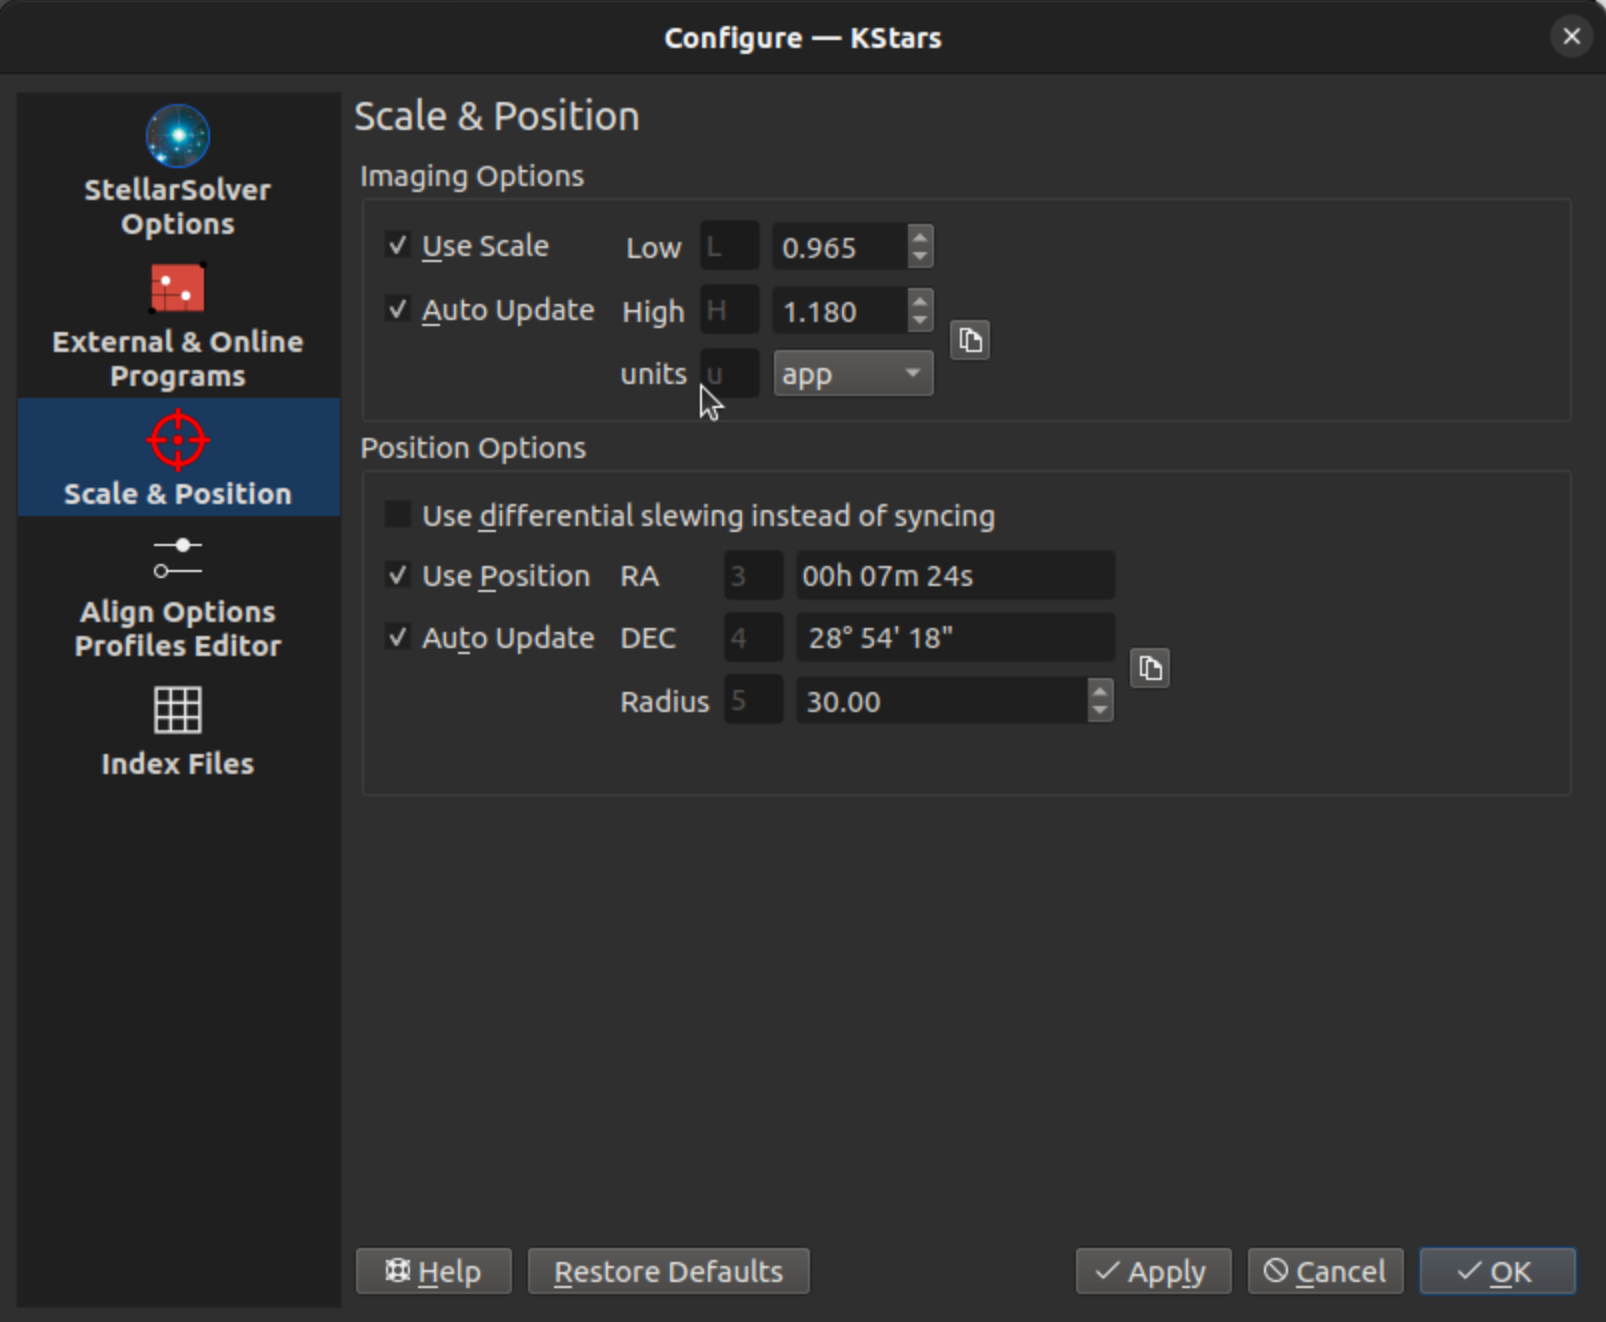 Configure — KStars
StellarSolver
Options
External & Online
Programs
Scale & Position
Align Options
Profiles Editor
Index Files
Scale & Position
Imaging Options
Use Scale Low L 0.965
Auto Update High H 1.180
units u app
Position Options
Use differential slewing instead of syncing
Use Position RA 3 00h 07m 24s
Auto Update DEC 4 28° 54' 18"
Radius 5 30.00
Help Restore Defaults Apply Cancel OK